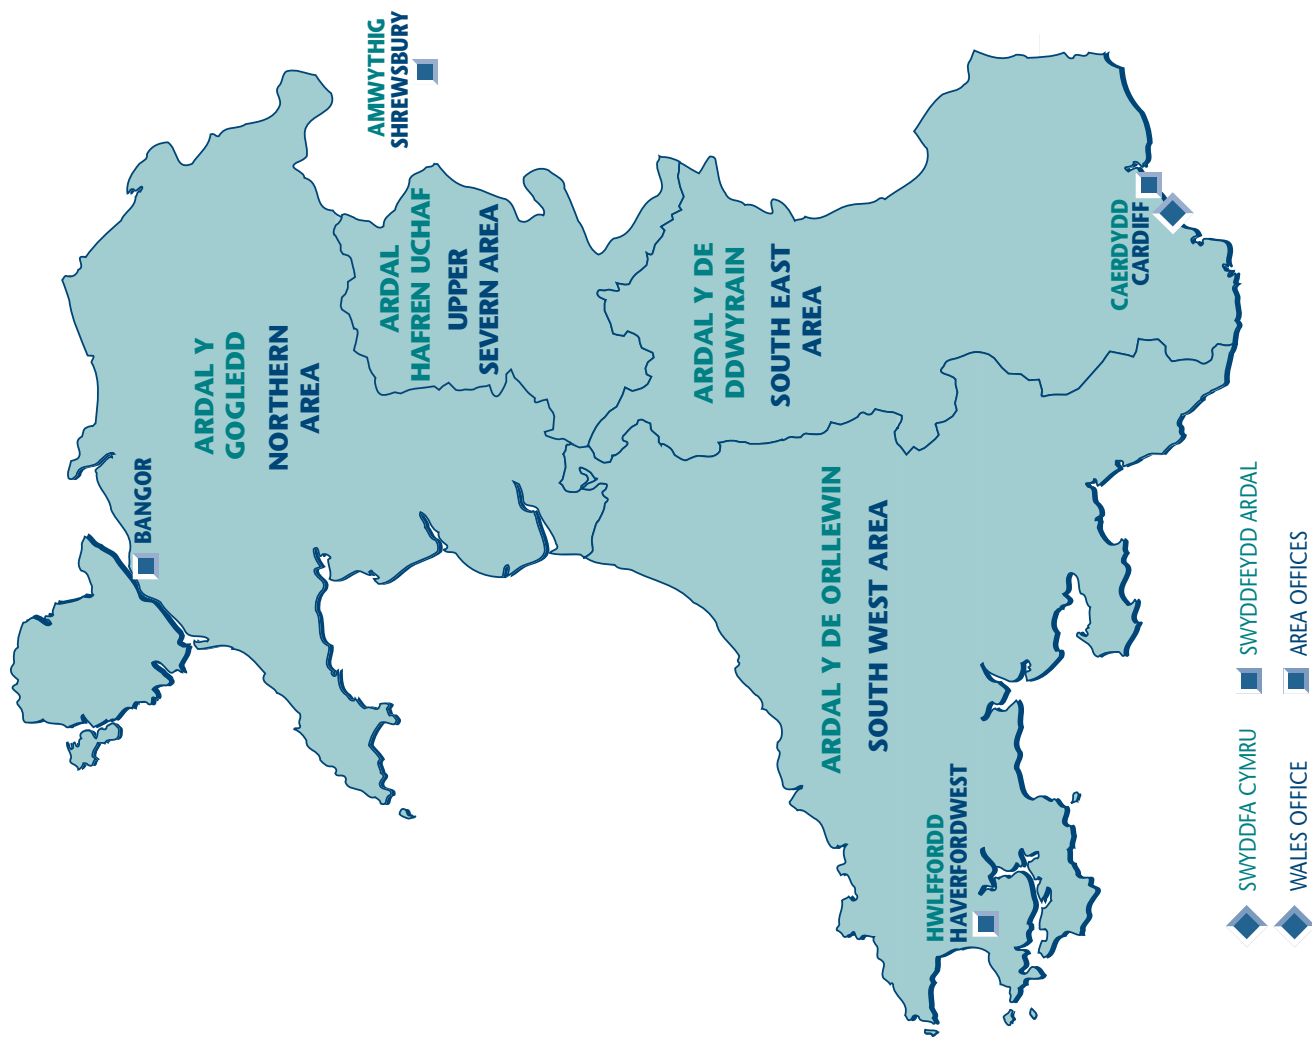 AMWYTHIG
SHREWSBURY
BANGOR
ARDAL Y
GOGLEDD
NORTHERN
AREA
ARDAL
HAFREN UCHAF
UPPER
SEVERN AREA
ARDAL Y DE
DDWYRAIN
SOUTH EAST
AREA
ARDAL Y DE ORLLEWIN
SOUTH WEST AREA
HWLFFORDD
HAVERFORDWEST
CAERDYDD
CARDIFF
SWYDDFA CYMRU
WALES OFFICE
SWYDDFEYDD ARDAL
AREA OFFICES